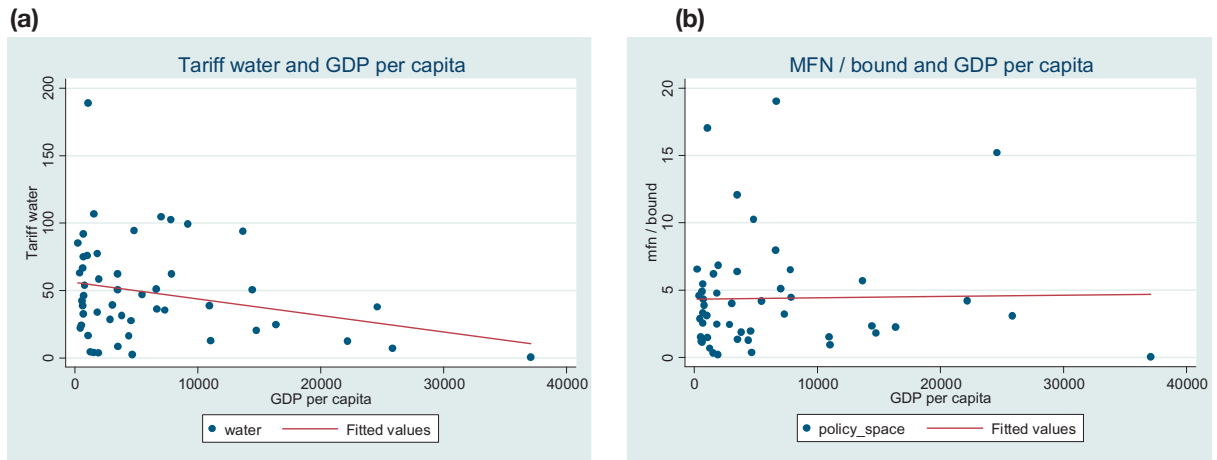 (a)
Tariff water and GDP per capita
200
150
100
50
0
Tariff water
0 10000 20000 30000 40000
GDP per capita
water Fitted values
(b)
MFN / bound and GDP per capita
20
15
10
5
0
mfn / bound
0 10000 20000 30000 40000
GDP per capita
policy_space Fitted values